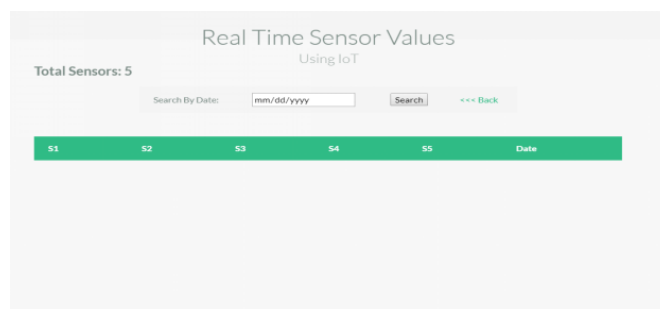 Real Time Sensor Values
Using IoT
Total Sensors: 5
Search By Date: mm/dd/yyyy Search <<< Back
S1 S2 S3 S4 S5 Date